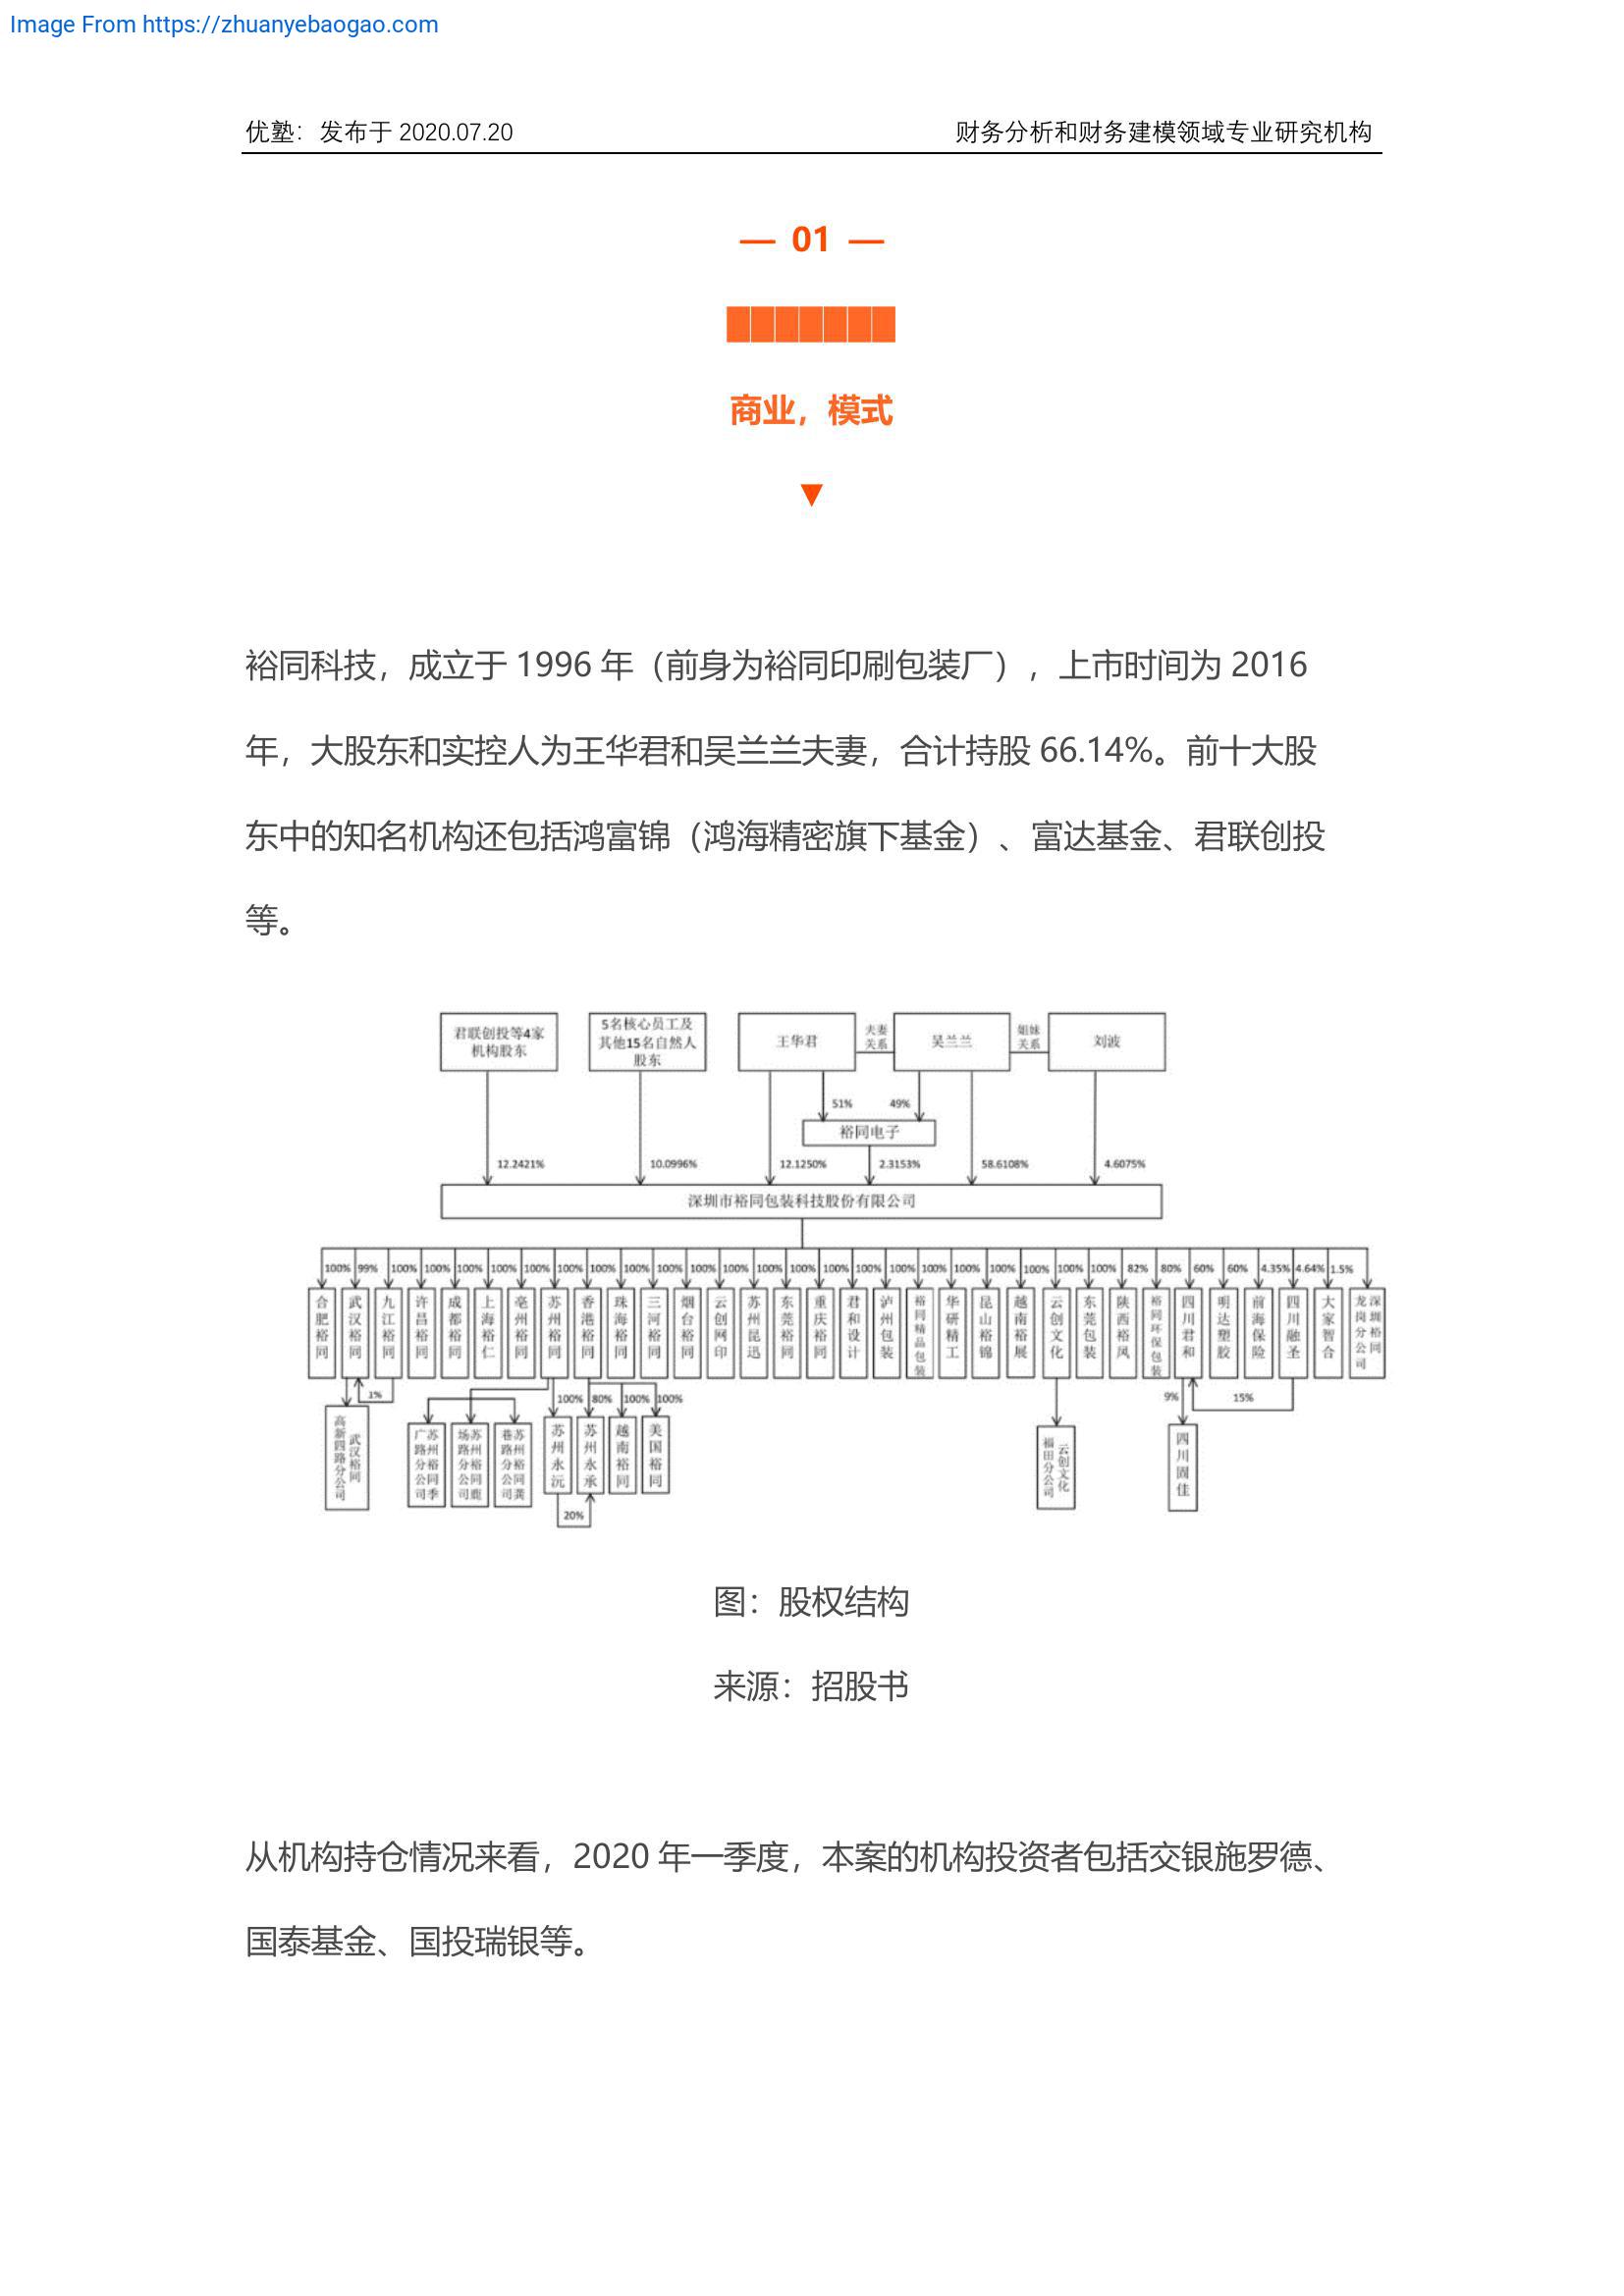 Image From https://zhuanyebaogao.com
优塾：发布于 2020.07.20
财务分析和财务建模领域专业研究机构
— 01 —
商业，模式
▼
裕同科技，成立于 1996 年（前身为裕同印刷包装厂），上市时间为 2016
年，大股东和实控人为王华君和吴兰兰夫妻，合计持股 66.14%。前十大股
东中的知名机构还包括鸿富锦（鸿海精密旗下基金）、富达基金、君联创投
等。
君联创投等4家
机构股东
5名核心员工及
其他15名自然人
股东
王华君
夫妻
关系
吴兰兰
姐妹
关系
刘波
51%
49%
裕同电子
12.2421%
10.0996%
12.1250%
2.3153%
58.6108%
4.6075%
深圳市裕同包装科技股份有限公司
100% 99% 100% 100% 100% 100% 100% 100% 100% 100% 100% 100% 100% 100% 100% 100% 100% 100% 100% 100% 100% 100% 100% 100% 82% 80% 60% 60% 4.35% 4.64% 1.5%
合肥裕同
武汉裕同
九江裕同
许昌裕同
成都裕同
上海裕仁
亳州裕同
苏州裕同
香港裕同
珠海裕同
三河裕同
烟台裕同
云创网印
苏州昆迅
东莞裕同
重庆裕同
君和设计
泸州包装
裕同精品包装
华研精工
昆山裕锦
越南裕展
云创文化
东莞包装
陕西裕凤
裕同环保包装
四川君和
明达塑胶
前海保险
四川融圣
大家智合
深圳裕同
龙岗分公司
1%
100%
80%
100%
100%
9%
15%
武汉裕同
高新四路分公司
苏州裕同季
广路分公司
苏州裕同鹿
场路分公司
苏州裕同龚
巷路分公司
苏州永沅
苏州永承
越南裕同
美国裕同
云创文化
福田分公司
四川固佳
20%
图：股权结构
来源：招股书
从机构持仓情况来看，2020 年一季度，本案的机构投资者包括交银施罗德、
国泰基金、国投瑞银等。